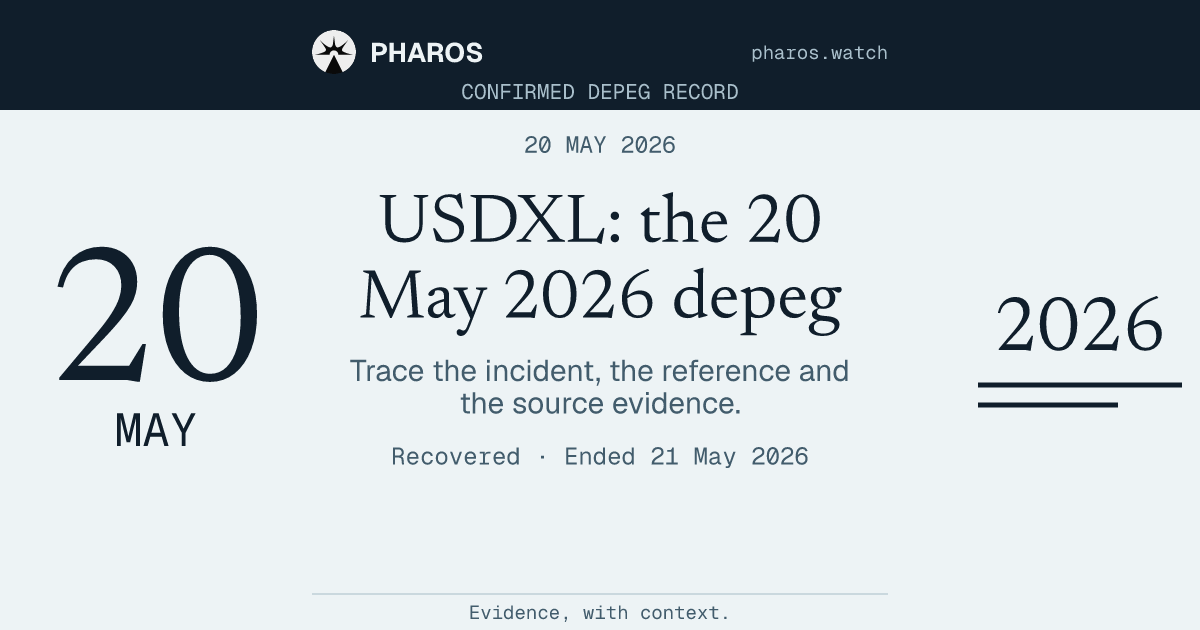 PHAROS
pharos.watch
CONFIRMED DEPEG RECORD
20 MAY 2026
USDXL: the 20
May 2026 depeg
Trace the incident, the reference and
the source evidence.
Recovered · Ended 21 May 2026
20
MAY
2026
Evidence, with context.